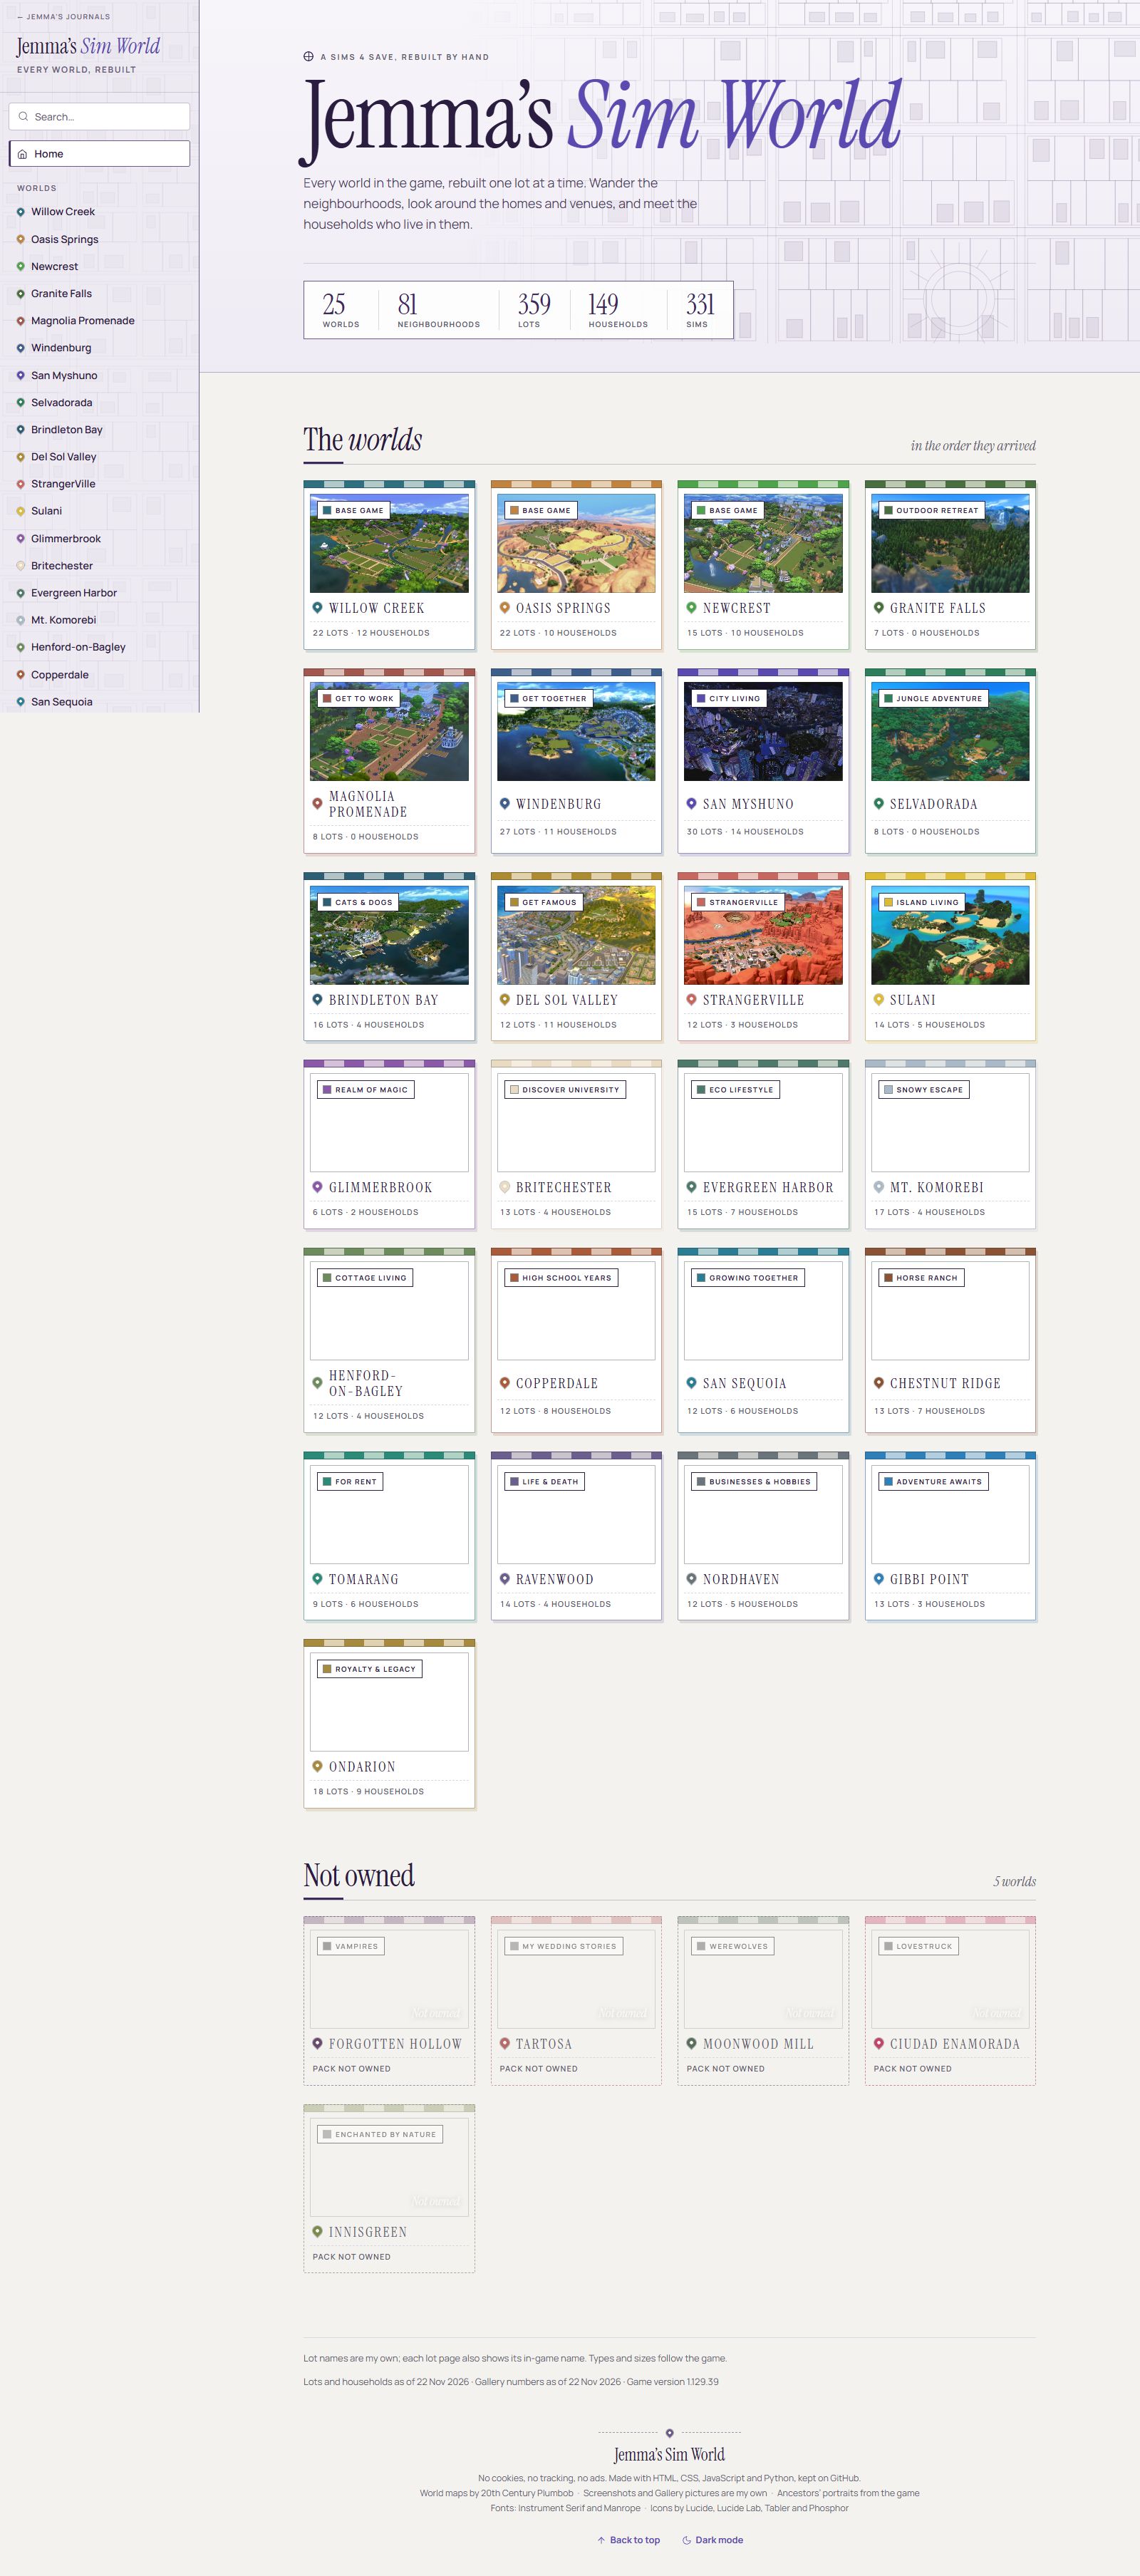 ← JEMMA'S JOURNALS
Jemma's Sim World
EVERY WORLD, REBUILT
Search...
Home
WORLDS
Willow Creek
Oasis Springs
Newcrest
Granite Falls
Magnolia Promenade
Windenburg
San Myshuno
Selvadorada
Brindleton Bay
Del Sol Valley
StrangerVille
Sulani
Glimmerbrook
Britechester
Evergreen Harbor
Mt. Komorebi
Henford-on-Bagley
Copperdale
San Sequoia
A SIMS 4 SAVE, REBUILT BY HAND
Jemma's Sim World
Every world in the game, rebuilt one lot at a time. Wander the
neighbourhoods, look around the homes and venues, and meet the
households who live in them.
25 81 359 149 331
WORLDS NEIGHBOURHOODS LOTS HOUSEHOLDS SIMS
The worlds
in the order they arrived
BASE GAME
WILLOW CREEK
22 LOTS · 12 HOUSEHOLDS
BASE GAME
OASIS SPRINGS
22 LOTS · 10 HOUSEHOLDS
BASE GAME
NEWCREST
15 LOTS · 10 HOUSEHOLDS
OUTDOOR RETREAT
GRANITE FALLS
7 LOTS · 0 HOUSEHOLDS
GET TO WORK
MAGNOLIA
PROMENADE
8 LOTS · 0 HOUSEHOLDS
GET TOGETHER
WINDENBURG
27 LOTS · 11 HOUSEHOLDS
CITY LIVING
SAN MYSHUNO
30 LOTS · 14 HOUSEHOLDS
JUNGLE ADVENTURE
SELVADORADA
8 LOTS · 0 HOUSEHOLDS
CATS & DOGS
BRINDLETON BAY
16 LOTS · 4 HOUSEHOLDS
GET FAMOUS
DEL SOL VALLEY
12 LOTS · 11 HOUSEHOLDS
STRANGERVILLE
STRANGERVILLE
12 LOTS · 3 HOUSEHOLDS
ISLAND LIVING
SULANI
14 LOTS · 5 HOUSEHOLDS
REALM OF MAGIC
GLIMMERBROOK
6 LOTS · 2 HOUSEHOLDS
DISCOVER UNIVERSITY
BRITECHESTER
13 LOTS · 4 HOUSEHOLDS
ECO LIFESTYLE
EVERGREEN HARBOR
15 LOTS · 7 HOUSEHOLDS
SNOWY ESCAPE
MT. KOMOREBI
17 LOTS · 4 HOUSEHOLDS
COTTAGE LIVING
HENFORD-
ON-BAGLEY
12 LOTS · 4 HOUSEHOLDS
HIGH SCHOOL YEARS
COPPERDALE
12 LOTS · 8 HOUSEHOLDS
GROWING TOGETHER
SAN SEQUOIA
12 LOTS · 6 HOUSEHOLDS
HORSE RANCH
CHESTNUT RIDGE
13 LOTS · 7 HOUSEHOLDS
FOR RENT
TOMARANG
9 LOTS · 6 HOUSEHOLDS
LIFE & DEATH
RAVENWOOD
14 LOTS · 4 HOUSEHOLDS
BUSINESSES & HOBBIES
NORDHAVEN
12 LOTS · 5 HOUSEHOLDS
ADVENTURE AWAITS
GIBBI POINT
13 LOTS · 3 HOUSEHOLDS
ROYALTY & LEGACY
ONDARION
18 LOTS · 9 HOUSEHOLDS
Not owned
5 worlds
VAMPIRES
Not owned
FORGOTTEN HOLLOW
PACK NOT OWNED
MY WEDDING STORIES
Not owned
TARTOSA
PACK NOT OWNED
WEREWOLVES
Not owned
MOONWOOD MILL
PACK NOT OWNED
LOVESTRUCK
Not owned
CIUDAD ENAMORADA
PACK NOT OWNED
ENCHANTED BY NATURE
Not owned
INNISGREEN
PACK NOT OWNED
Lot names are my own; each lot page also shows its in-game name. Types and sizes follow the game.
Lots and households as of 22 Nov 2026 · Gallery numbers as of 22 Nov 2026 · Game version 1.129.39
Jemma's Sim World
No cookies, no tracking, no ads. Made with HTML, CSS, JavaScript and Python, kept on GitHub.
World maps by 20th Century Plumbob · Screenshots and Gallery pictures are my own · Ancestors' portraits from the game
Fonts: Instrument Serif and Manrope · Icons by Lucide, Lucide Lab, Tabler and Phosphor
Back to top Dark mode